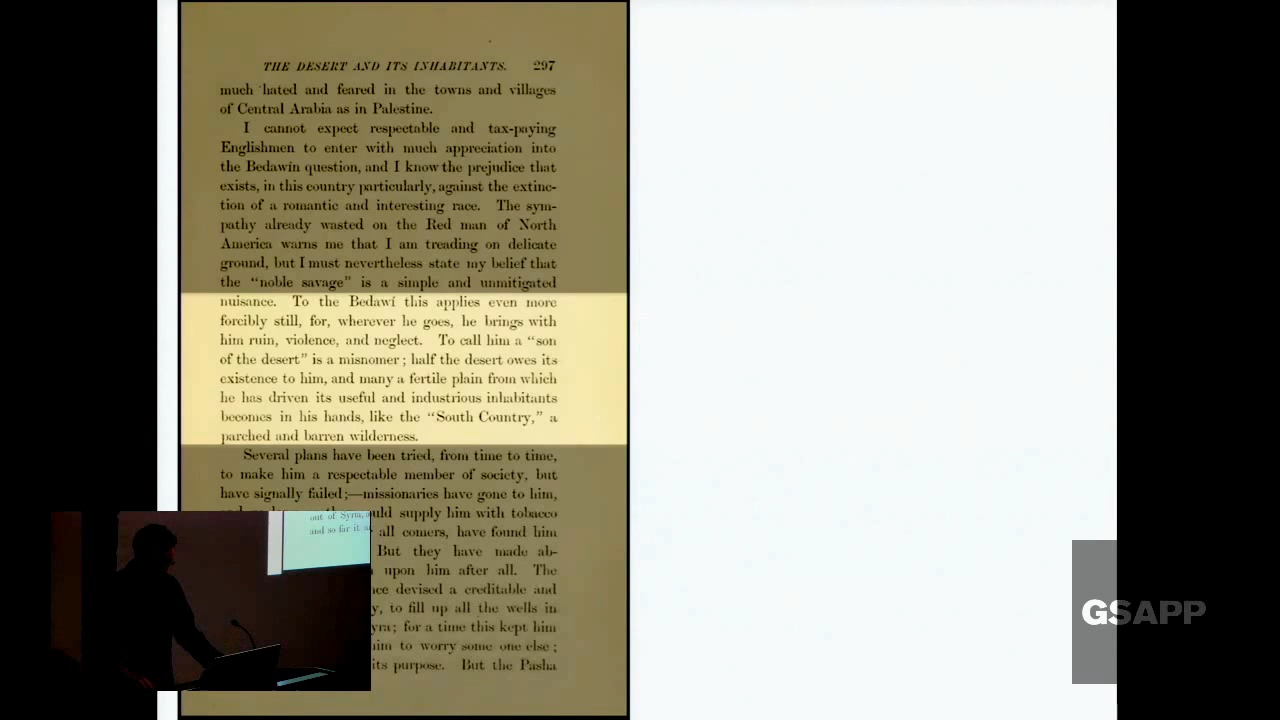 THE DESERT AND ITS INHABITANTS. 297
much hated and feared in the towns and villages
of Central Arabia as in Palestine.
I cannot expect respectable and tax-paying
Englishmen to enter with much appreciation into
the Bedawín question, and I know the prejudice that
exists, in this country particularly, against the extinc-
tion of a romantic and interesting race. The sym-
pathy already wasted on the Red man of North
America warns me that I am treading on delicate
ground, but I must nevertheless state my belief that
the “noble savage” is a simple and unmitigated
nuisance. To the Bedawí this applies even more
forcibly still, for, wherever he goes, he brings with
him ruin, violence, and neglect. To call him a “son
of the desert” is a misnomer; half the desert owes its
existence to him, and many a fertile plain from which
he has driven its useful and industrious inhabitants
becomes in his hands, like the “South Country,” a
parched and barren wilderness.
Several plans have been tried, from time to time,
to make him a respectable member of society, but
have signally failed;—missionaries have gone to him,
supply him with tobacco
all comers, have found him
But they have made ab-
upon him after all. The
devised a creditable and
to fill up all the wells in
for a time this kept him
to worry some one else;
its purpose. But the Pasha
out of Syria,
and so far it
GSAPP